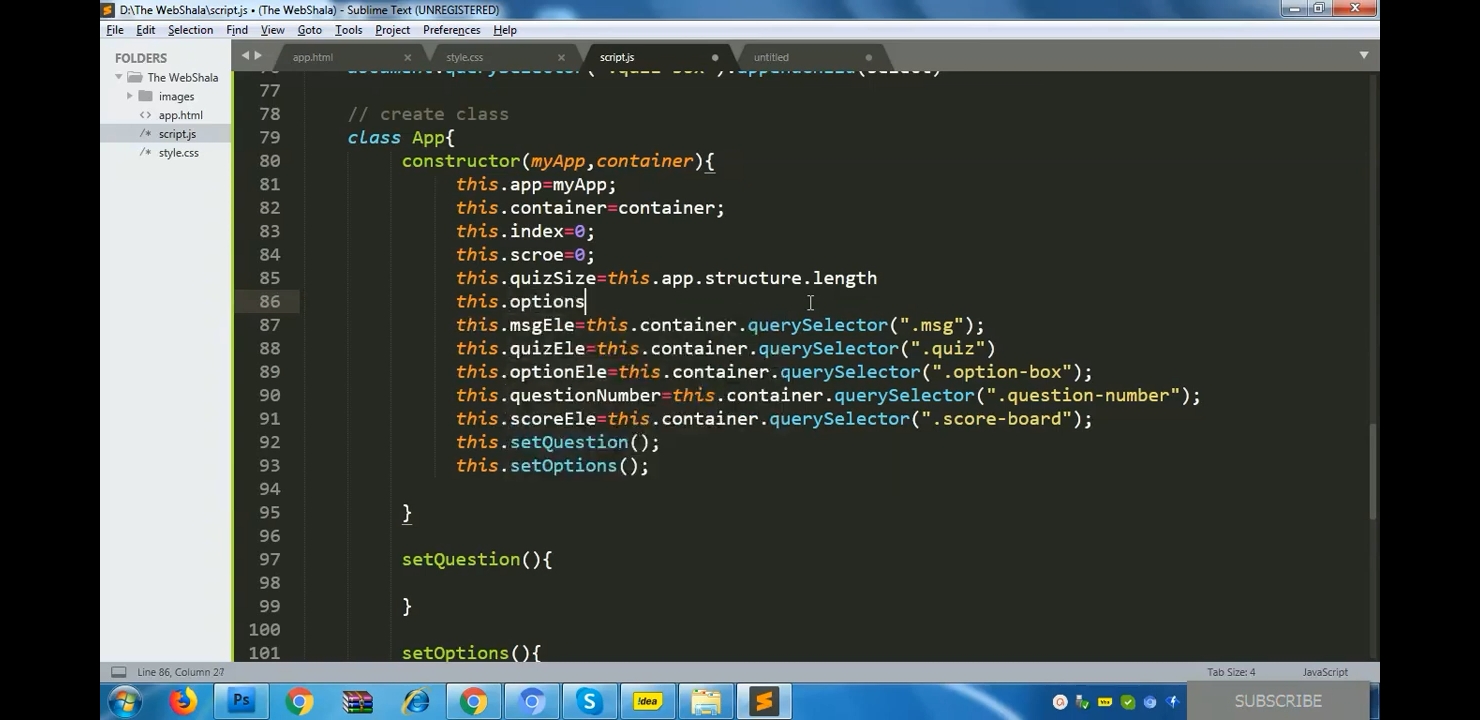 D:\The WebShala\script.js • (The WebShala) - Sublime Text (UNREGISTERED)
File Edit Selection Find View Goto Tools Project Preferences Help
FOLDERS
The WebShala
images
app.html
script.js
style.css
app.html style.css script.js untitled
77
78 // create class
79 class App{
80 constructor(myApp,container){
81 this.app=myApp;
82 this.container=container;
83 this.index=0;
84 this.scroe=0;
85 this.quizSize=this.app.structure.length
86 this.options
87 this.msgEle=this.container.querySelector(".msg");
88 this.quizEle=this.container.querySelector(".quiz")
89 this.optionEle=this.container.querySelector(".option-box");
90 this.questionNumber=this.container.querySelector(".question-number");
91 this.scoreEle=this.container.querySelector(".score-board");
92 this.setQuestion();
93 this.setOptions();
94
95 }
96
97 setQuestion(){
98
99 }
100
101 setOptions(){
Line 86, Column 27 Tab Size: 4 JavaScript
Ps !dea SUBSCRIBE